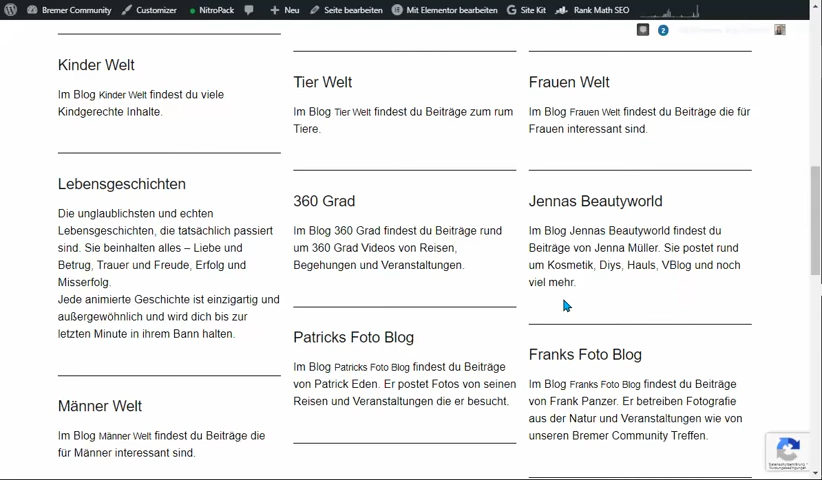 Bremer Community Customizer NitroPack Neu Seite bearbeiten Mit Elementor bearbeiten Site Kit Rank Math SEO
2
Kinder Welt
Im Blog Kinder Welt findest du viele
Kindgerechte Inhalte.
Lebensgeschichten
Die unglaublichsten und echten
Lebensgeschichten, die tatsächlich passiert
sind. Sie beinhalten alles – Liebe und
Betrug, Trauer und Freude, Erfolg und
Misserfolg.
Jede animierte Geschichte ist einzigartig und
außergewöhnlich und wird dich bis zur
letzten Minute in ihrem Bann halten.
Männer Welt
Im Blog Männer Welt findest du Beiträge die
für Männer interessant sind.
Tier Welt
Im Blog Tier Welt findest du Beiträge zum rum
Tiere.
360 Grad
Im Blog 360 Grad findest du Beiträge rund
um 360 Grad Videos von Reisen,
Begehungen und Veranstaltungen.
Patricks Foto Blog
Im Blog Patricks Foto Blog findest du Beiträge
von Patrick Eden. Er postet Fotos von seinen
Reisen und Veranstaltungen die er besucht.
Frauen Welt
Im Blog Frauen Welt findest du Beiträge die für
Frauen interessant sind.
Jennas Beautyworld
Im Blog Jennas Beautyworld findest du
Beiträge von Jenna Müller. Sie postet rund
um Kosmetik, Diys, Hauls, VBlog und noch
viel mehr.
Franks Foto Blog
Im Blog Franks Foto Blog findest du Beiträge
von Frank Panzer. Er betreiben Fotografie
aus der Natur und Veranstaltungen wie von
unseren Bremer Community Treffen.